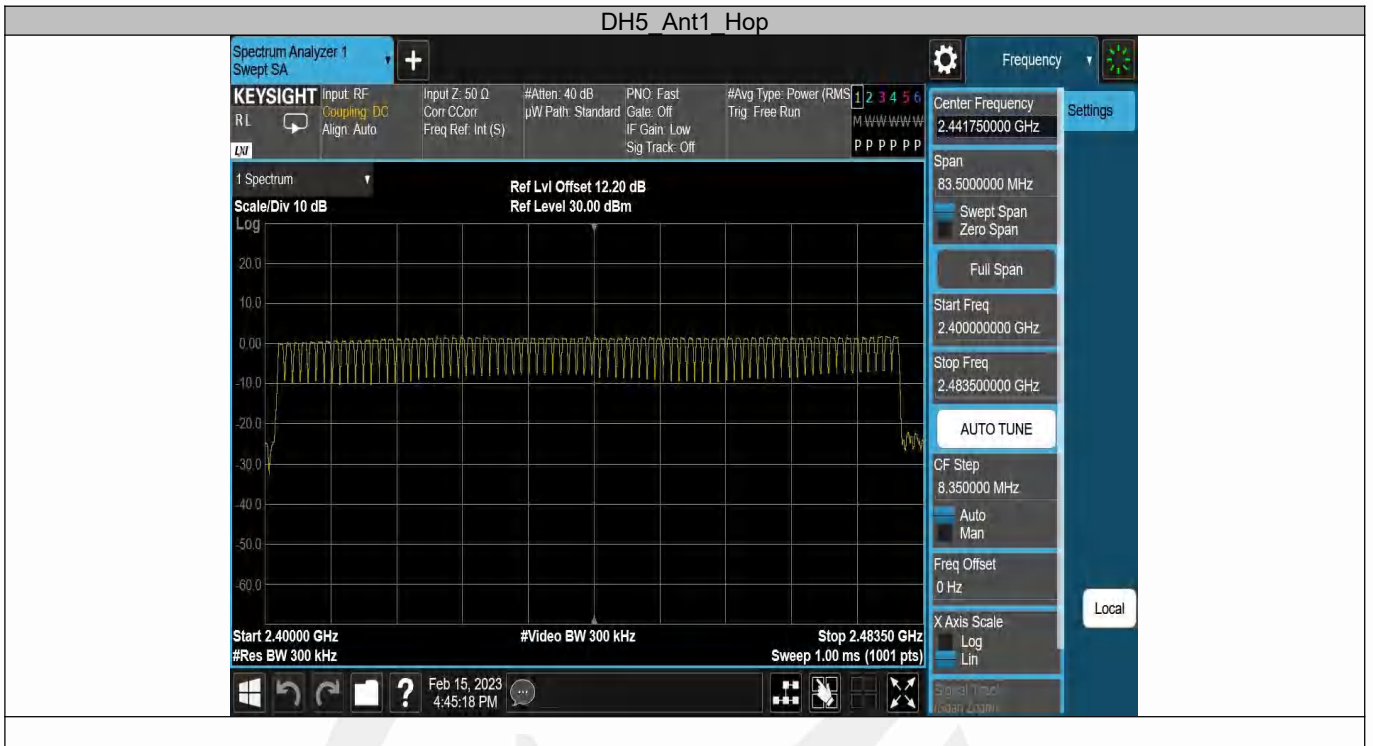 DH5_Ant1_Hop
Spectrum Analyzer 1
Swept SA
Frequency
KEYSIGHT
Input: RF
Coupling: DC
Align: Auto
RL
LXI
Input Z: 50 Ω
Corr CCorr
Freq Ref: Int (S)
#Atten: 40 dB
µW Path: Standard
PNO: Fast
Gate: Off
IF Gain: Low
Sig Track: Off
#Avg Type: Power (RMS
Trig: Free Run
1 2 3 4 5 6
M W W W W W
P P P P P P
1 Spectrum
Scale/Div 10 dB
Ref Lvl Offset 12.20 dB
Ref Level 30.00 dBm
Log
20.0
10.0
0.00
-10.0
-20.0
-30.0
-40.0
-50.0
-60.0
Start 2.40000 GHz
#Video BW 300 kHz
Stop 2.48350 GHz
#Res BW 300 kHz
Sweep 1.00 ms (1001 pts)
Feb 15, 2023
4:45:18 PM
Center Frequency
2.441750000 GHz
Settings
Span
83.5000000 MHz
Swept Span
Zero Span
Full Span
Start Freq
2.400000000 GHz
Stop Freq
2.483500000 GHz
AUTO TUNE
CF Step
8.350000 MHz
Auto
Man
Freq Offset
0 Hz
X Axis Scale
Log
Lin
Local
Signal Track
(Span Zoom)